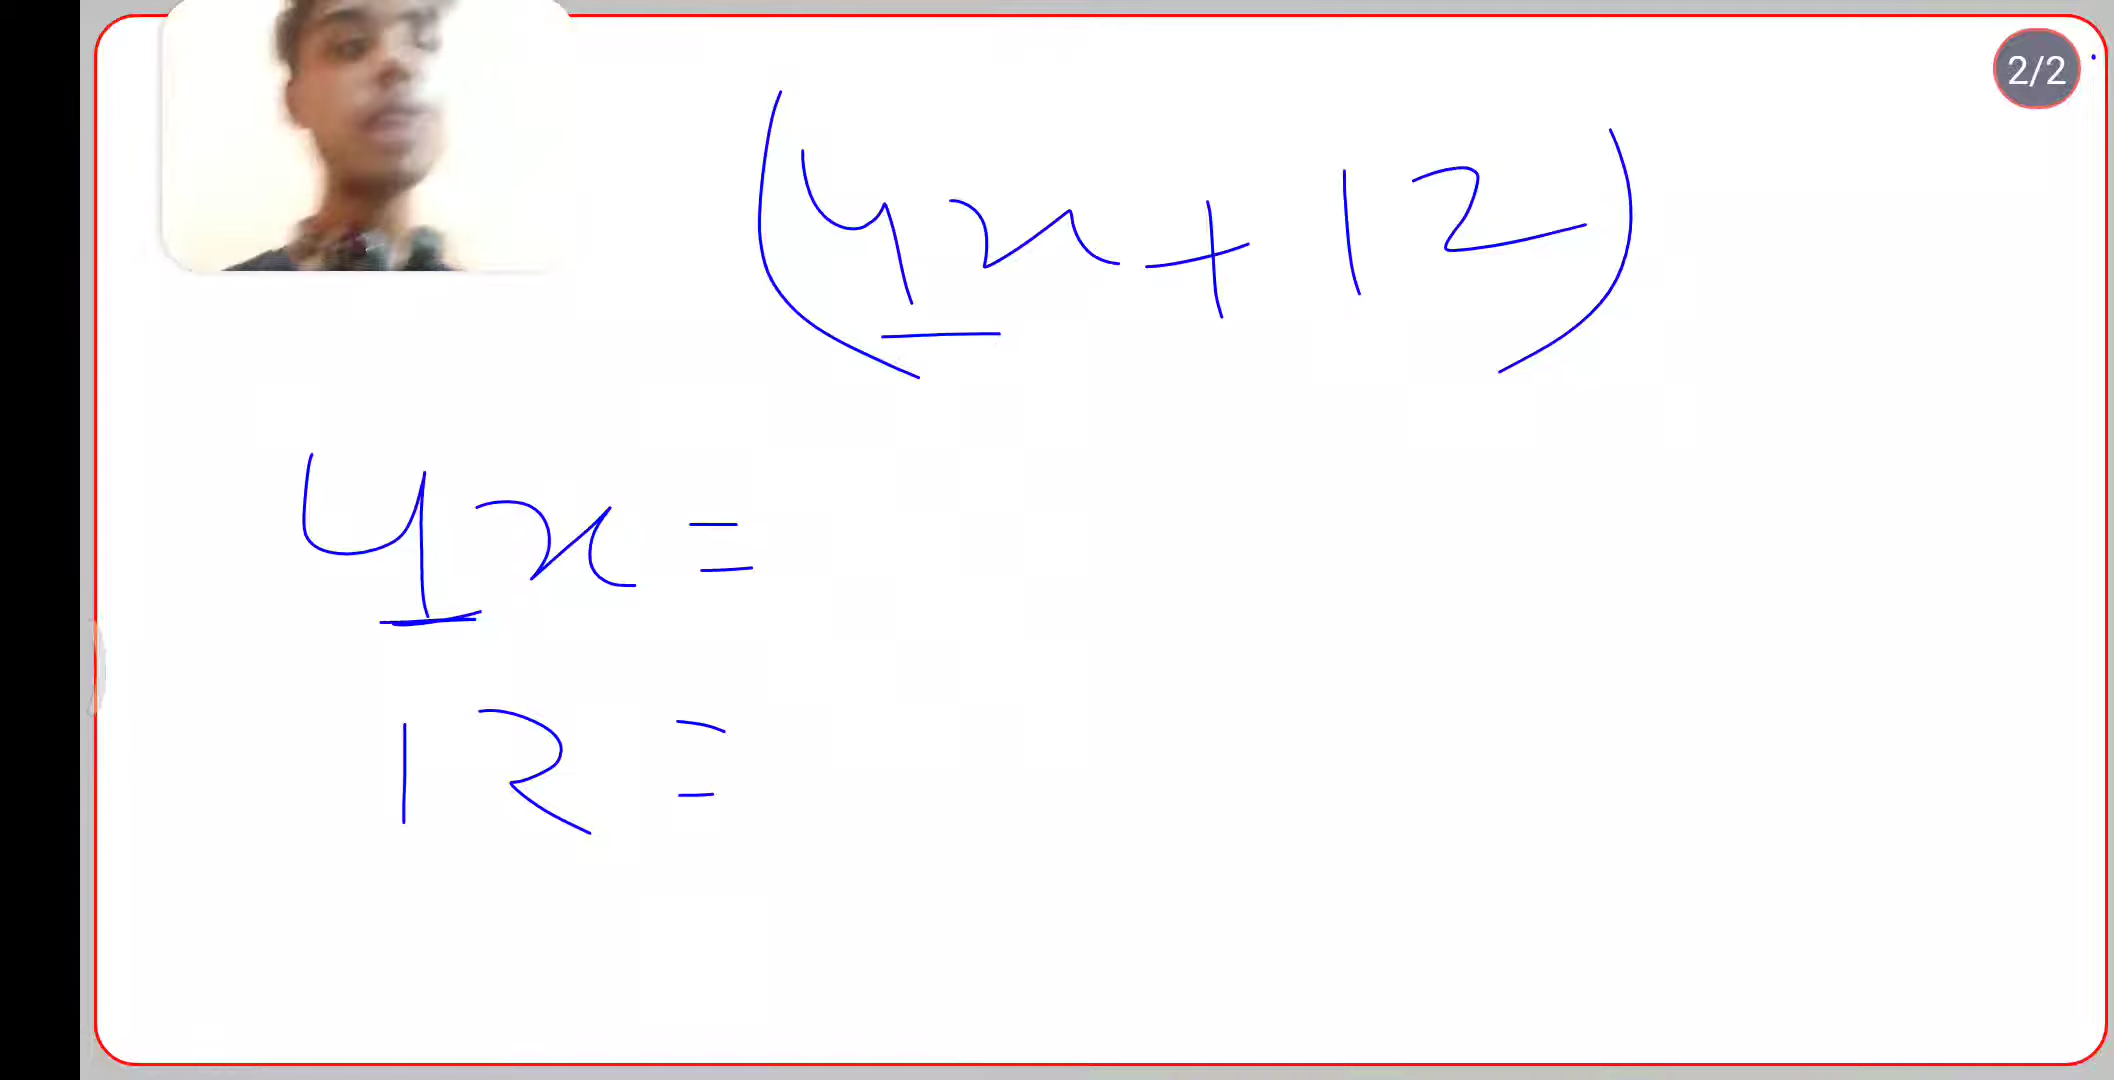 2/2
(4x+12)
4x=
12=